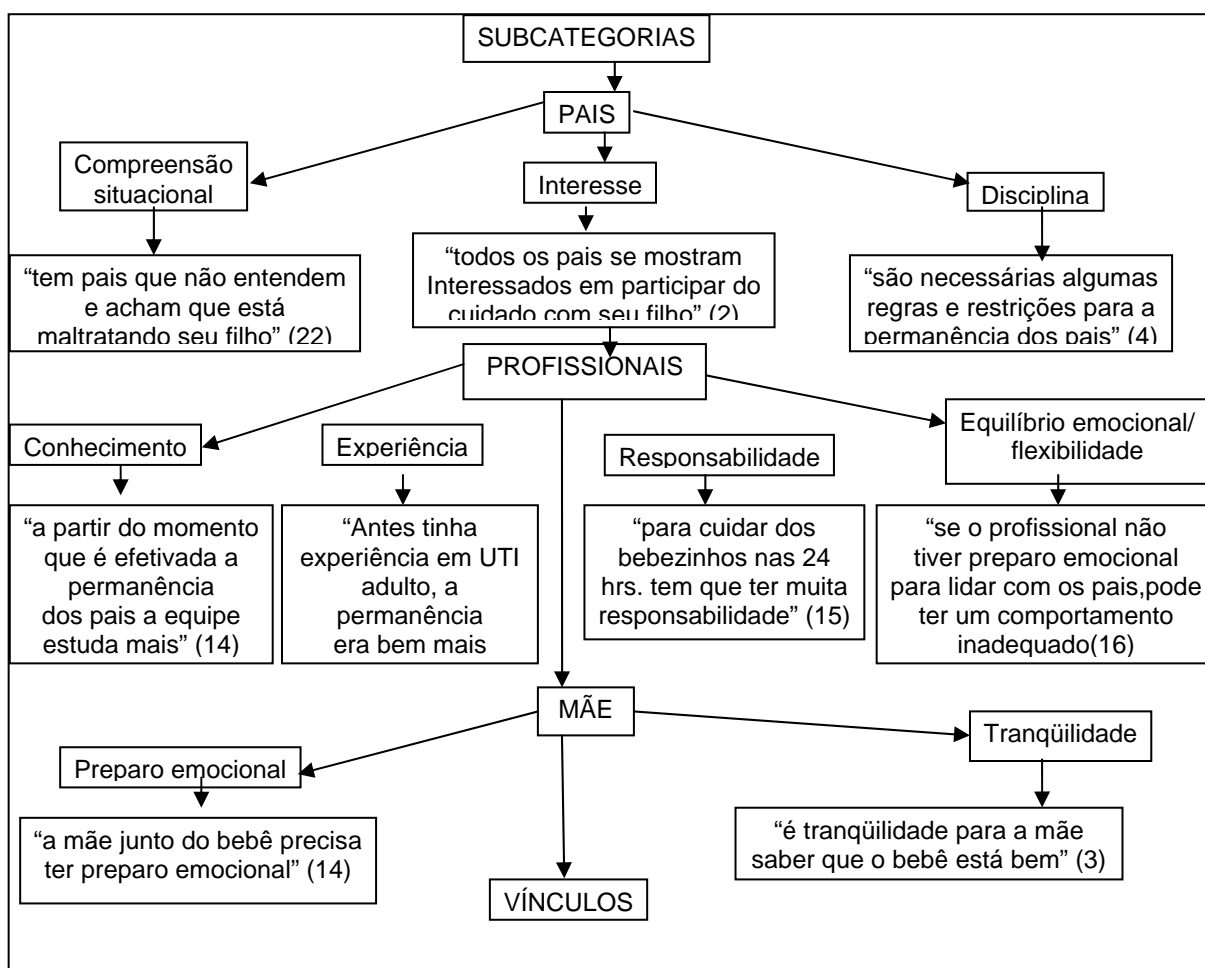 SUBCATEGORIAS
PAIS
Compreensão
situacional
Interesse
Disciplina
“tem pais que não entendem
e acham que está
maltratando seu filho” (22)
“todos os pais se mostram
Interessados em participar do
cuidado com seu filho” (2)
“são necessárias algumas
regras e restrições para a
permanência dos pais” (4)
PROFISSIONAIS
Conhecimento
Experiência
Responsabilidade
Equilíbrio emocional/
flexibilidade
“a partir do momento
que é efetivada a
permanência
dos pais a equipe
estuda mais” (14)
“Antes tinha
experiência em UTI
adulto, a
permanência
era bem mais
“para cuidar dos
bebezinhos nas 24
hrs. tem que ter muita
responsabilidade” (15)
“se o profissional não
tiver preparo emocional
para lidar com os pais,pode
ter um comportamento
inadequado(16)
MÃE
Preparo emocional
Tranqüilidade
“a mãe junto do bebê precisa
ter preparo emocional” (14)
“é tranqüilidade para a mãe
saber que o bebê está bem” (3)
VÍNCULOS